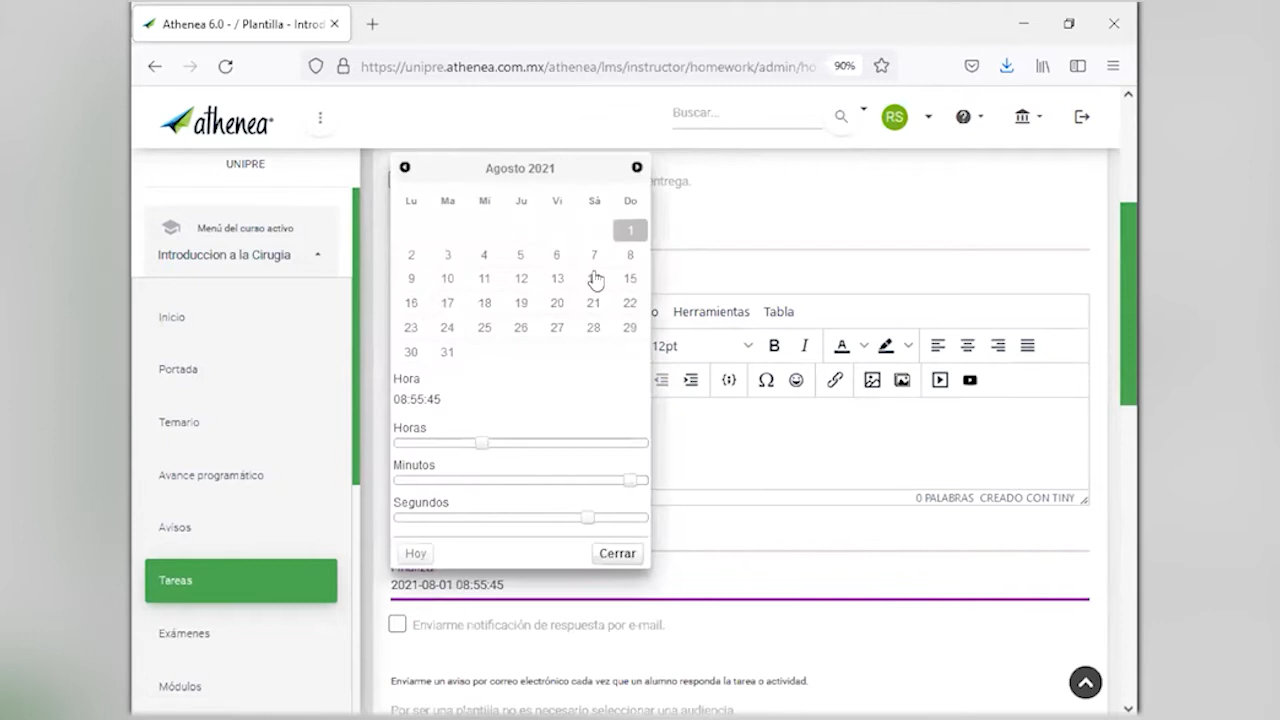 Athenea 6.0 - / Plantilla - Introd
https://unipre.athenea.com.mx/athenea/lms/instructor/homework/admin/ho
90%
athenea
Buscar...
RS
UNIPRE
Menú del curso activo
Introduccion a la Cirugia
Inicio
Portada
Temario
Avance programático
Avisos
Tareas
Exámenes
Módulos
Agosto 2021
Lu Ma Mi Ju Vi Sá Do
1
2 3 4 5 6 7 8
9 10 11 12 13 15
16 17 18 19 20 21 22
23 24 25 26 27 28 29
30 31
Hora
08:55:45
Horas
Minutos
Segundos
Hoy Cerrar
entrega.
Herramientas Tabla
12pt B I A
0 PALABRAS CREADO CON TINY
Finaliza:
2021-08-01 08:55:45
Enviarme notificación de respuesta por e-mail.
Enviarme un aviso por correo electrónico cada vez que un alumno responda la tarea o actividad.
Por ser una plantilla no es necesario seleccionar una audiencia.